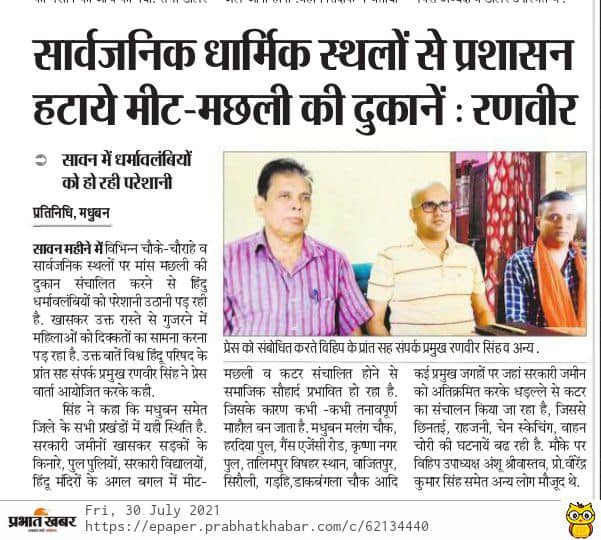 सार्वजनिक धार्मिक स्थलों से प्रशासन
हटाये मीट-मछली की दुकानें : रणवीर
सावन में धर्मावलंबियों
को हो रही परेशानी
प्रतिनिधि, मधुबन
सावन महीने में विभिन्न चौके-चौराहे व
सार्वजनिक स्थलों पर मांस मछली की
दुकान संचालित करने से हिंदू
धर्मावलंबियों को परेशानी उठानी पड़ रही
है. खासकर उक्त रास्ते से गुजरने में
महिलाओं को दिक्कतों का सामना करना
पड़ रहा है. उक्त बातें विश्व हिंदू परिषद के
प्रांत सह संपर्क प्रमुख रणविर सिंह ने प्रेस
वार्ता आयोजित करके कही.
सिंह ने कहा कि मधुबन समेत
जिले के सभी प्रखंडों में यही स्थिति है.
सरकारी जमीनों खासकर सड़कों के
किनारे, पुल पुलियों, सरकारी विद्यालयों,
हिंदू मंदिरों के अगल बगल में मीट-
प्रेस को संबोधित करते विहिप के प्रांत सह संपर्क प्रमुख रणवीर सिंह व अन्य .
मछली व कटर संचालित होने से
समाजिक सौहार्द प्रभावित हो रहा है.
जिसके कारण कभी -कभी तनावपूर्ण
माहौल बन जाता है. मधुबन मलंग चौक,
हरदिया पुल, गैंस एजेंसी रोड, कृष्णा नगर
पुल, तालिमपुर विषहर स्थान, वाजितपुर,
सिरौली, गड़हि,डाकबंगला चौक आदि
कई प्रमुख जगहों पर जहां सरकारी जमीन
को अतिक्रमित करके धड़ल्ले से कटर
का संचालन किया जा रहा है, जिससे
छिनतई, राहजनी, चेन स्केचिंग, वाहन
चोरी की घटनायें बढ रही है. मौके पर
विहिप उपाध्यक्ष अंशू श्रीवास्तव, प्रो.वीरेंद्र
कुमार सिंह समेत अन्य लोग मौजूद थे.
प्रभात खबर
Fri, 30 July 2021
https://epaper.prabhatkhabar.com/c/62134440